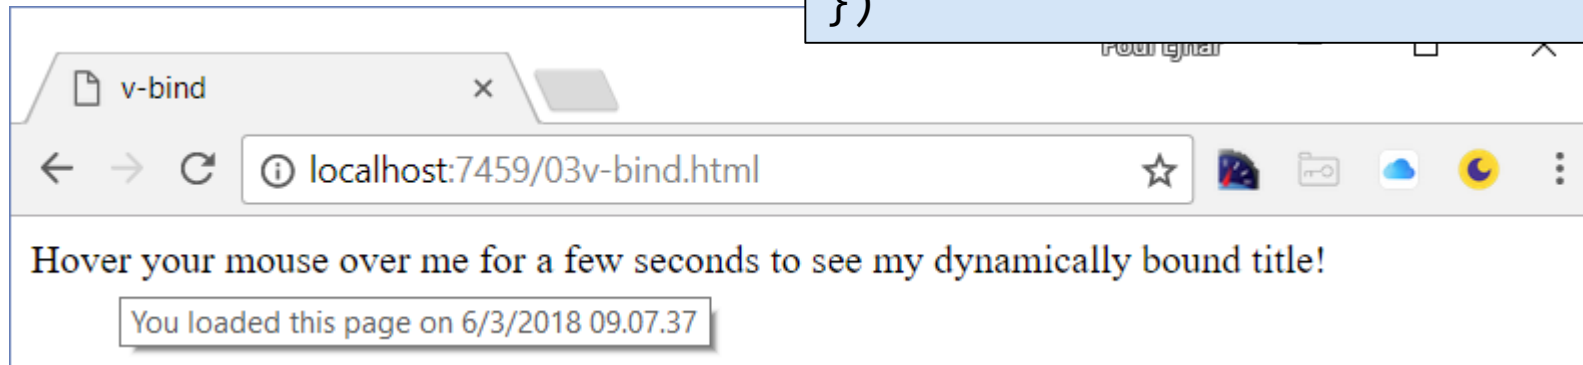 })
v-bind
localhost:7459/03v-bind.html
Hover your mouse over me for a few seconds to see my dynamically bound title!
You loaded this page on 6/3/2018 09.07.37